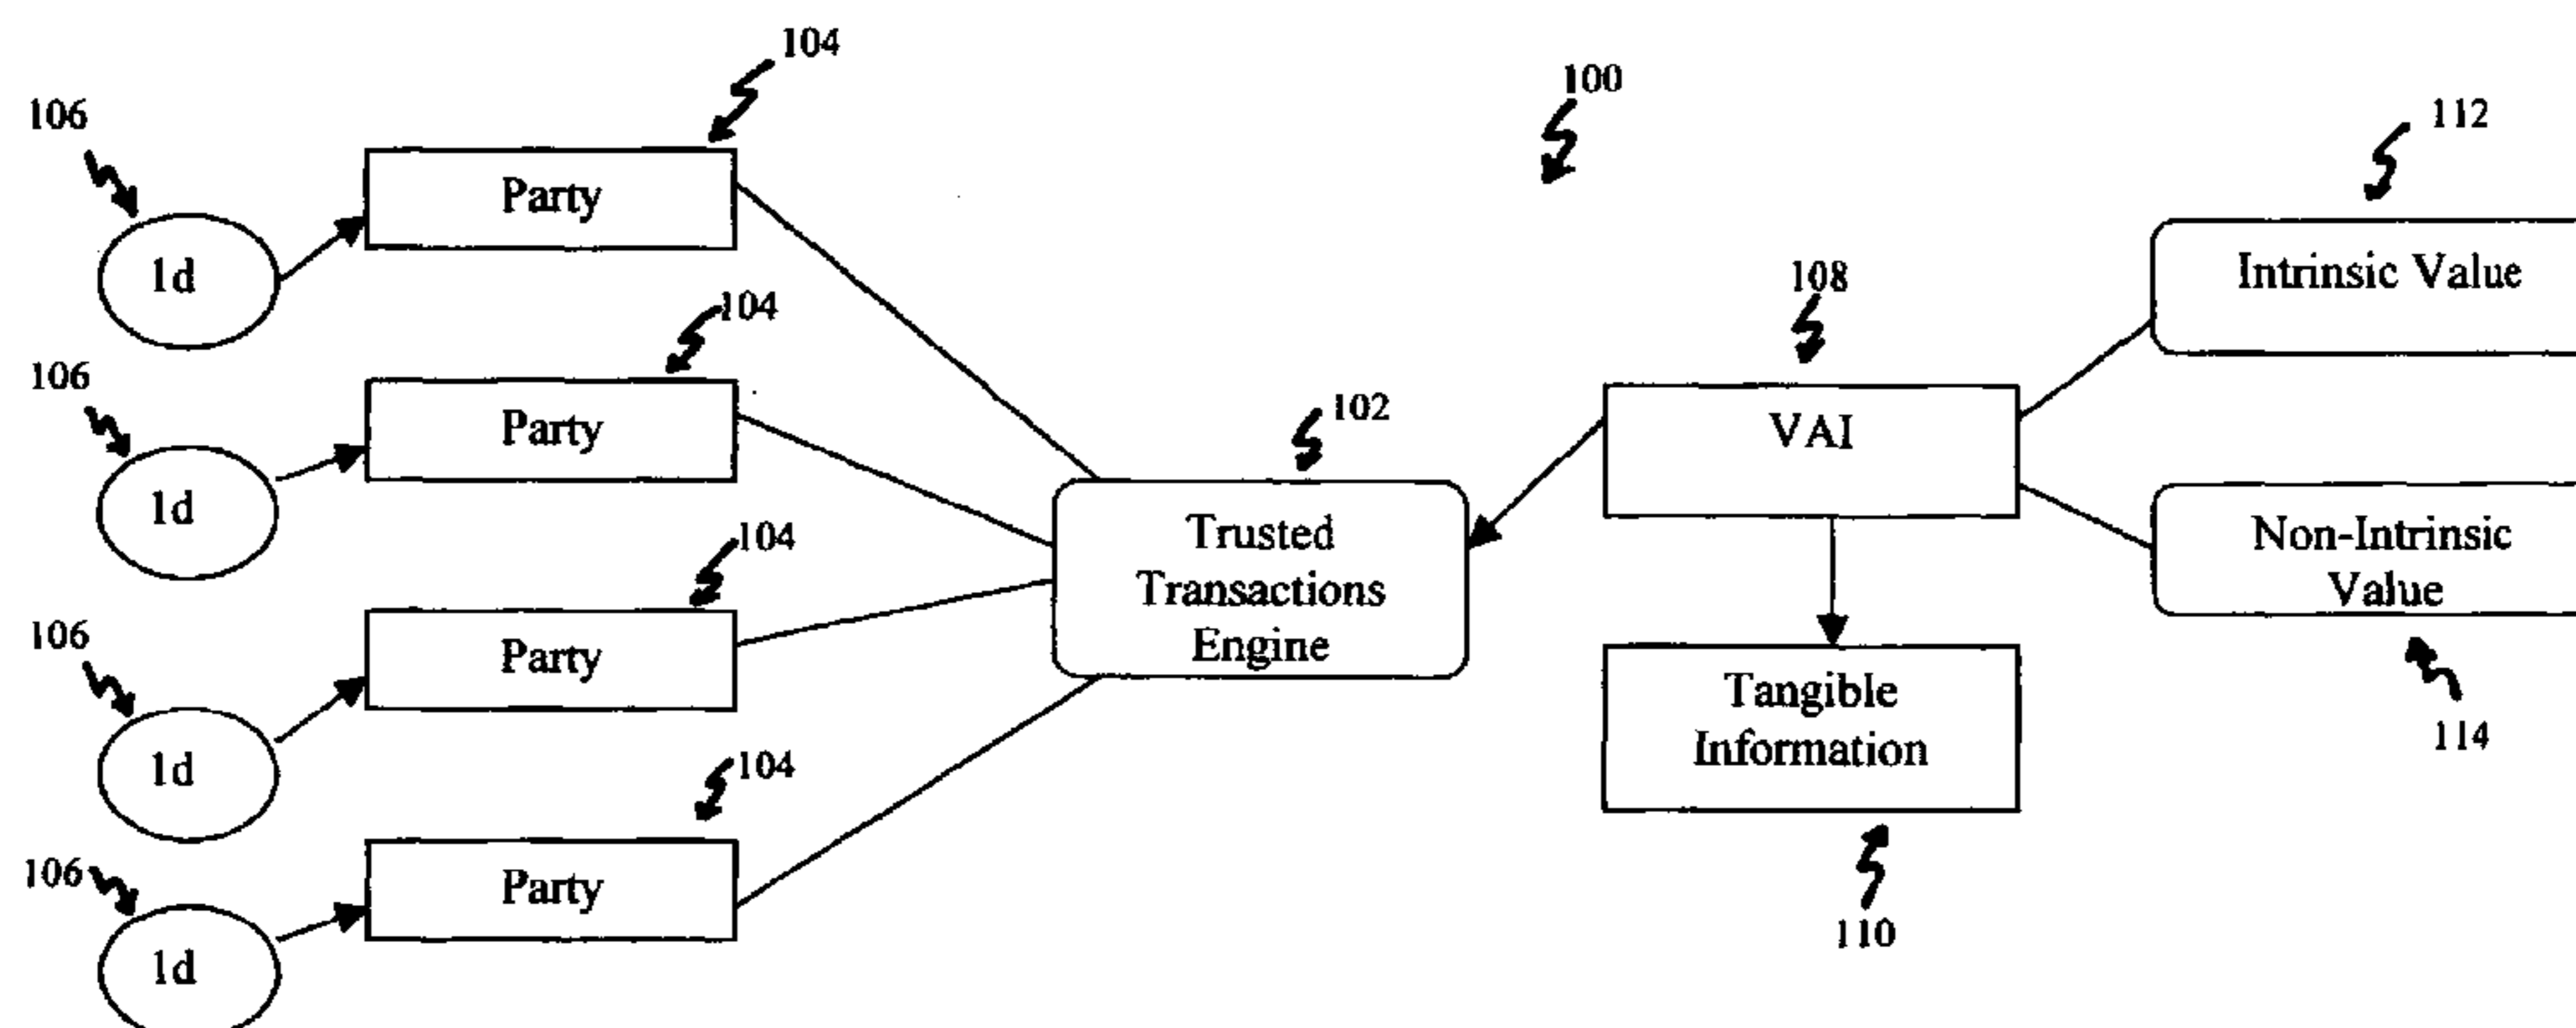 104
100
112
106
Party
1d
Intrinsic Value
108
104
106
Party
102
VAI
1d
104
Trusted
Transactions
Engine
Non-Intrinsic
Value
106
Party
Tangible
Information
114
104
1d
106
Party
110
1d